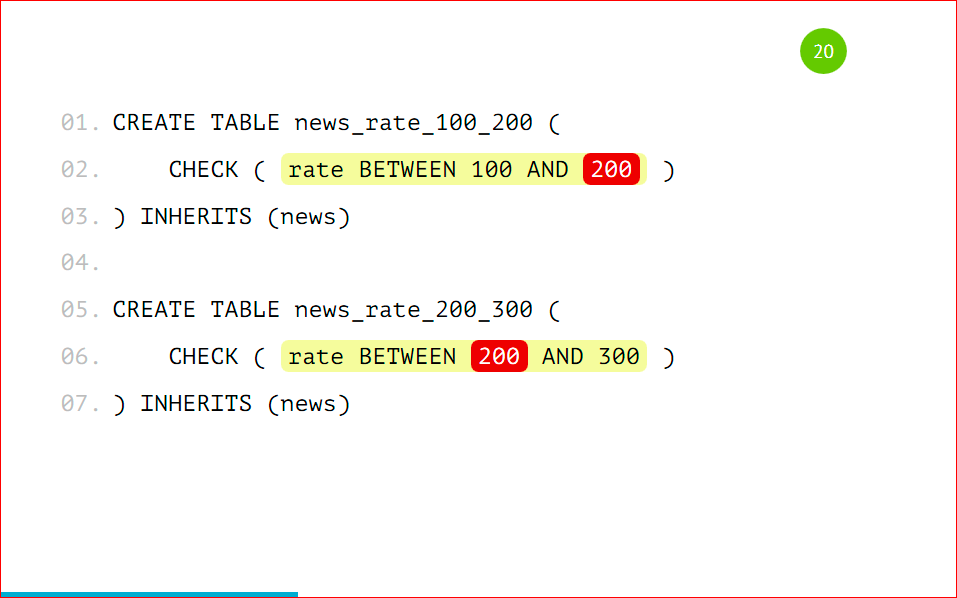 20
01. CREATE TABLE news_rate_100_200 (
02. CHECK ( rate BETWEEN 100 AND 200 )
03. ) INHERITS (news)
04.
05. CREATE TABLE news_rate_200_300 (
06. CHECK ( rate BETWEEN 200 AND 300 )
07. ) INHERITS (news)